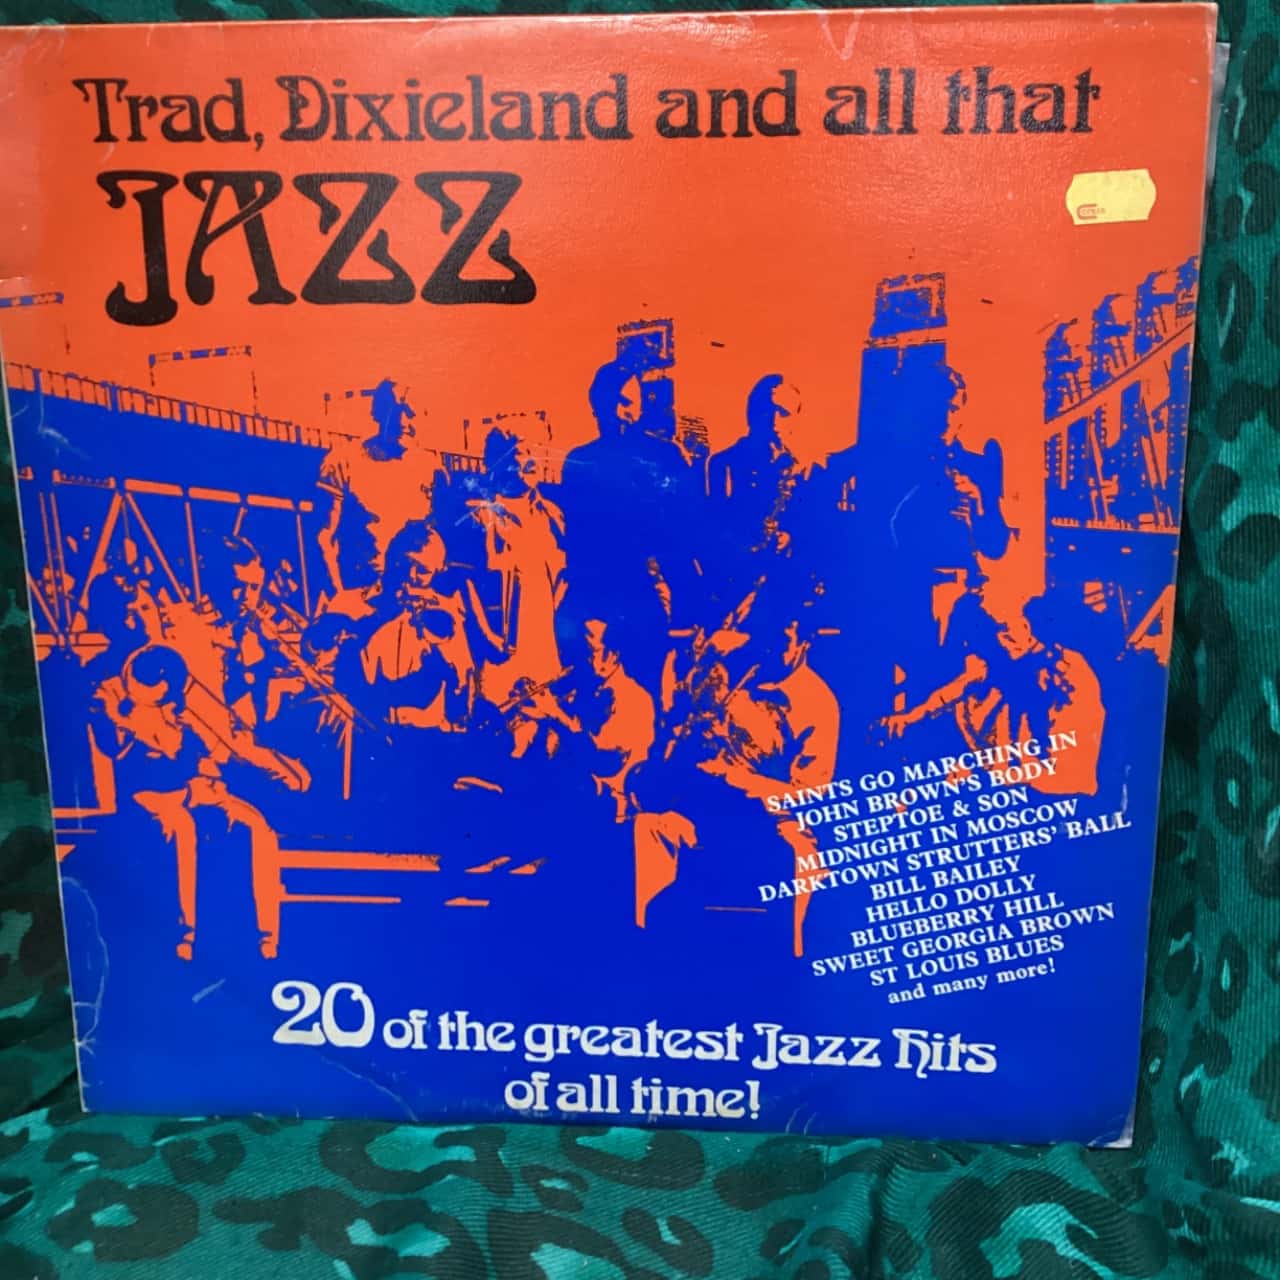 Trad, Dixieland and all that
JAZZ
SAINTS GO MARCHING IN
JOHN BROWN'S BODY
STEPTOE & SON
MIDNIGHT IN MOSCOW
DARKTOWN STRUTTERS' BALL
BILL BAILEY
HELLO DOLLY
BLUEBERRY HILL
SWEET GEORGIA BROWN
ST LOUIS BLUES
and many more!
20 of the greatest Jazz hits
of all time!